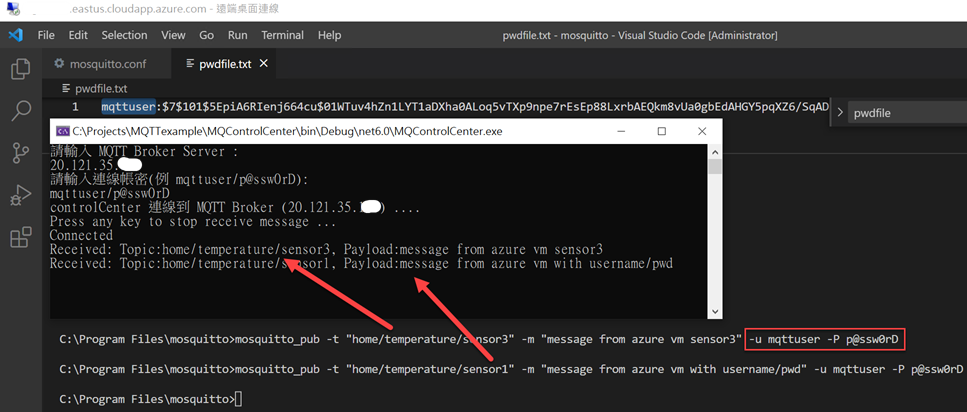 .eastus.cloudapp.azure.com - 遠端桌面連線
File Edit Selection View Go Run Terminal Help
pwdfile.txt - mosquitto - Visual Studio Code [Administrator]
mosquitto.conf
pwdfile.txt
pwdfile.txt
1 mqttuser:$7$101$5EpiA6RIenj664cu$01WTuv4hZn1LYT1aDXha0ALoq5vTXp9npe7rEsEp88LxrbAEQkm8vUa0gbEdAHGY5pqXZ6/SqAD
pwdfile
C:\Projects\MQTTexample\MQControlCenter\bin\Debug\net6.0\MQControlCenter.exe
請輸入 MQTT Broker Server :
20.121.35.
請輸入連線帳密(例 mqttuser/p@ssw0rD):
mqttuser/p@ssw0rD
controlCenter 連線到 MQTT Broker (20.121.35. ) ....
Press any key to stop receive message ...
Connected
Received: Topic:home/temperature/sensor3, Payload:message from azure vm sensor3
Received: Topic:home/temperature/sensor1, Payload:message from azure vm with username/pwd
C:\Program Files\mosquitto>mosquitto_pub -t "home/temperature/sensor3" -m "message from azure vm sensor3" -u mqttuser -P p@ssw0rD
C:\Program Files\mosquitto>mosquitto_pub -t "home/temperature/sensor1" -m "message from azure vm with username/pwd" -u mqttuser -P p@ssw0rD
C:\Program Files\mosquitto>